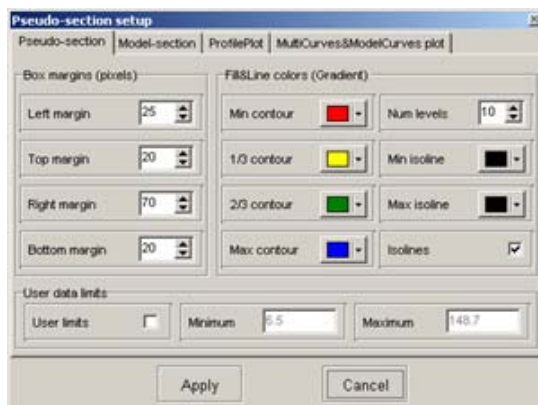 Pseudo-section setup
Pseudo-section Model-section ProfilePlot MultiCurves&ModelCurves plot
Box margins (pixels) Fill&Line colors (Gradient)
Left margin 25 Min contour Num levels 10
Top margin 20 1/3 contour Min isoline
Right margin 70 2/3 contour Max isoline
Bottom margin 20 Max contour Isolines
User data limits
User limits Minimum 6.5 Maximum 148.7
Apply Cancel